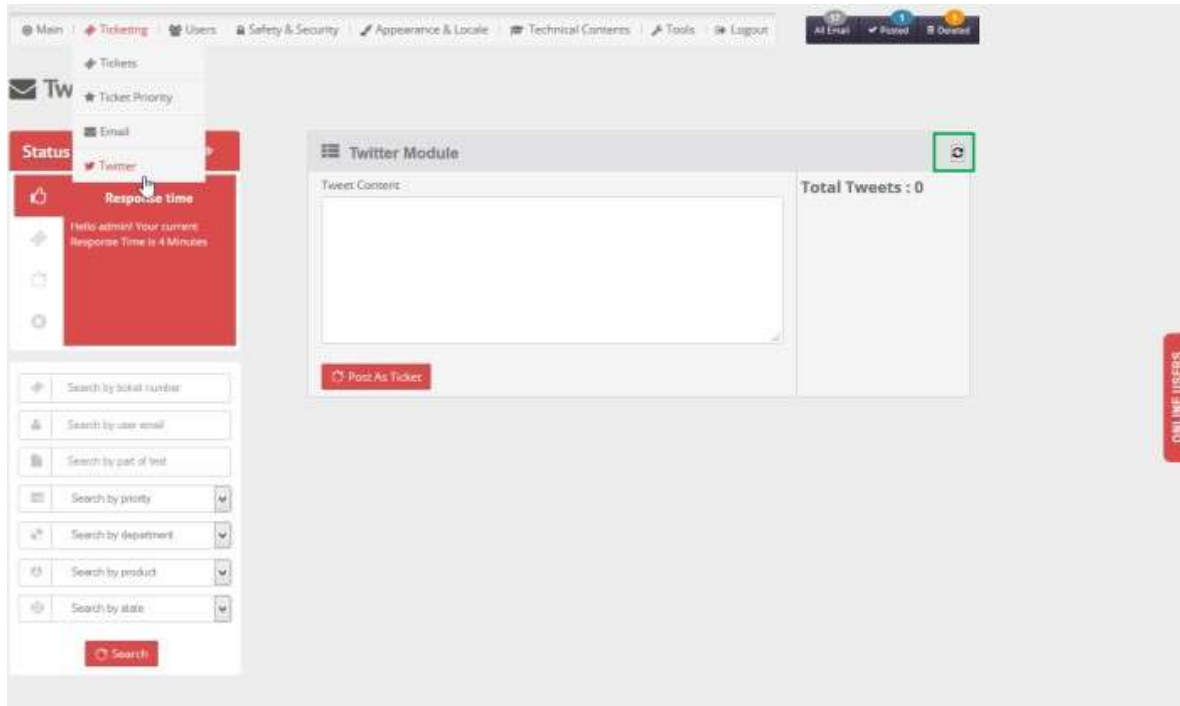 Main
Ticketing
Users
Safety & Security
Appearance & Locale
Technical Contents
Tools
Logout
All Email
1
Posted
Deleted
Tickets
Ticket Priority
Email
Twitter
Tw
Status
Response time
Hello admin! Your current
Response Time is 4 Minutes
Twitter Module
Tweet Content
Total Tweets : 0
Post As Ticket
Search by ticket number
Search by user email
Search by part of text
Search by priority
Search by department
Search by product
Search by state
Search
ONLINE USERS